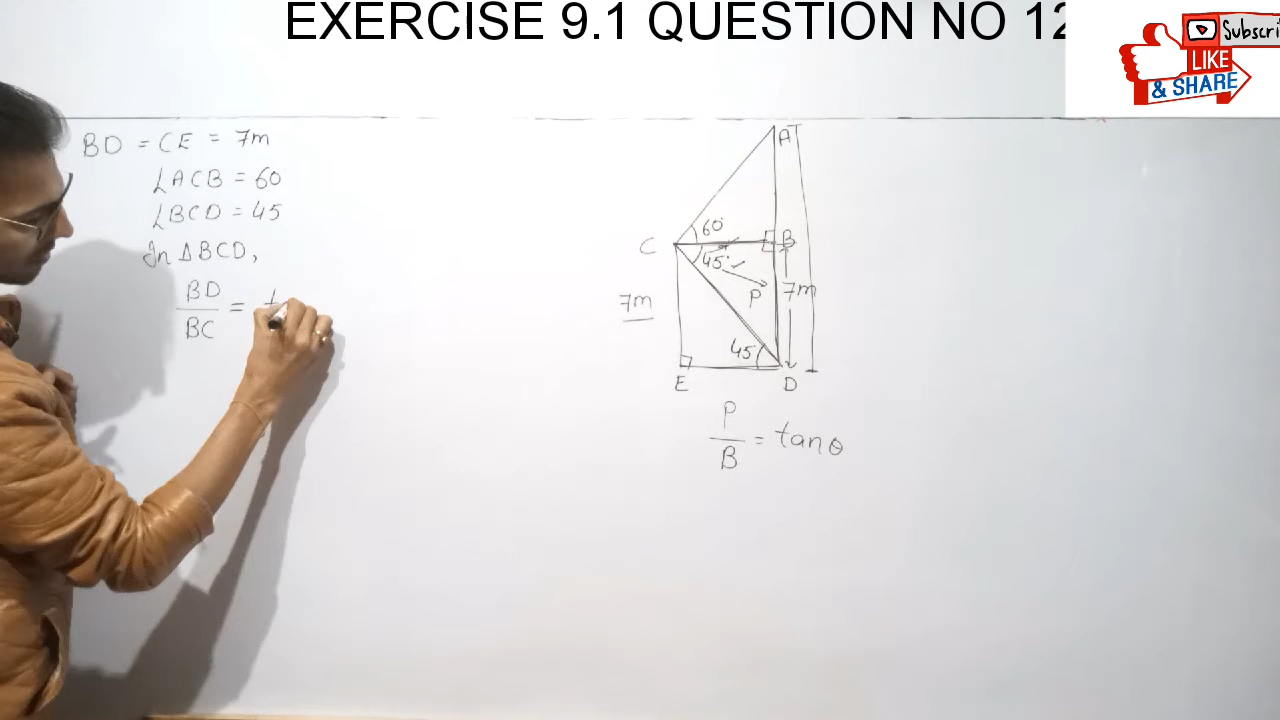 EXERCISE 9.1 QUESTION NO 12
Subscri
LIKE
& SHARE
BD = CE = 7m
∠ACB = 60
∠BCD = 45
In △BCD,
BD
BC
= t
A
60°
C
B
45°
P
7m
7m
45
E
D
P
B
= tanθ